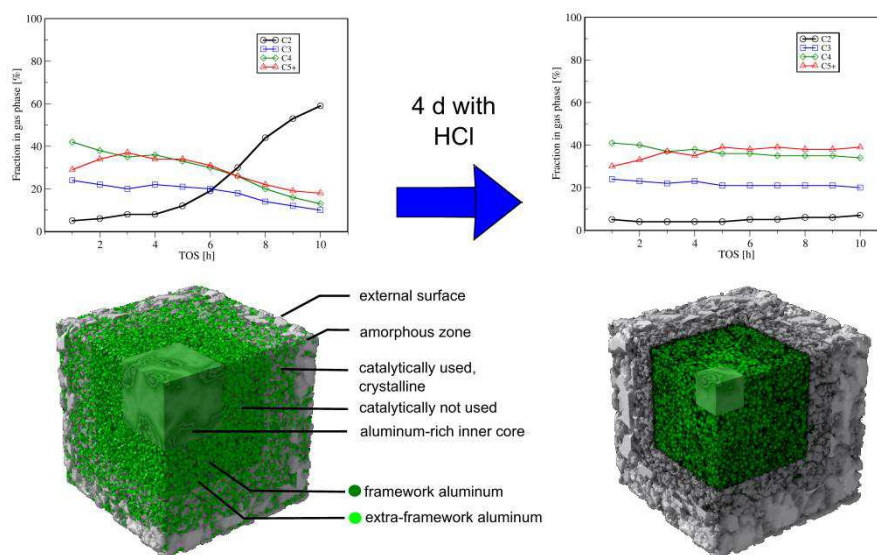 100
80
60
40
20
0
Fraction in gas phase [%]
C2
C3
C4
C5+
2
4
6
8
10
TOS [h]
4 d with
HCl
100
80
60
40
20
0
Fraction in gas phase [%]
C2
C3
C4
C5+
2
4
6
8
10
TOS [h]
external surface
amorphous zone
catalytically used,
crystalline
catalytically not used
aluminum-rich inner core
framework aluminum
extra-framework aluminum